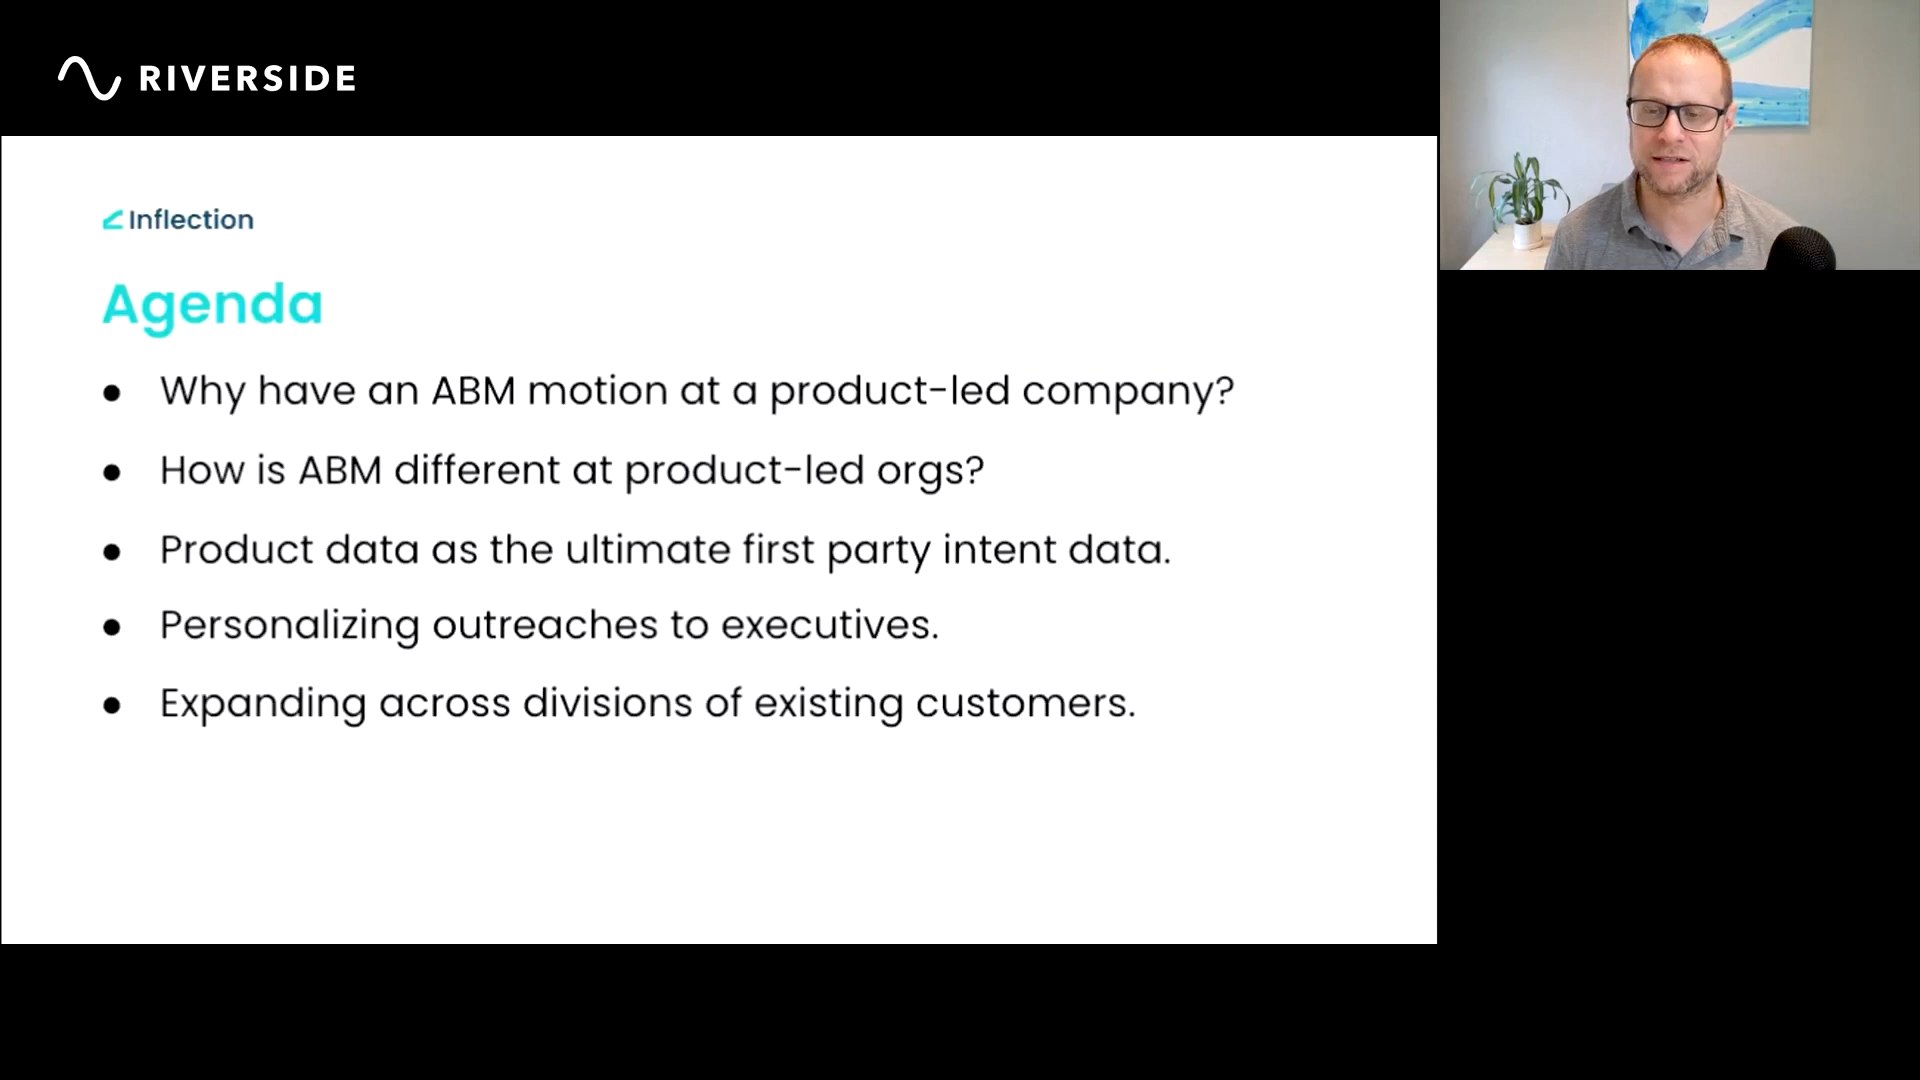 RIVERSIDE
Inflection
Agenda
● Why have an ABM motion at a product-led company?
● How is ABM different at product-led orgs?
● Product data as the ultimate first party intent data.
● Personalizing outreaches to executives.
● Expanding across divisions of existing customers.